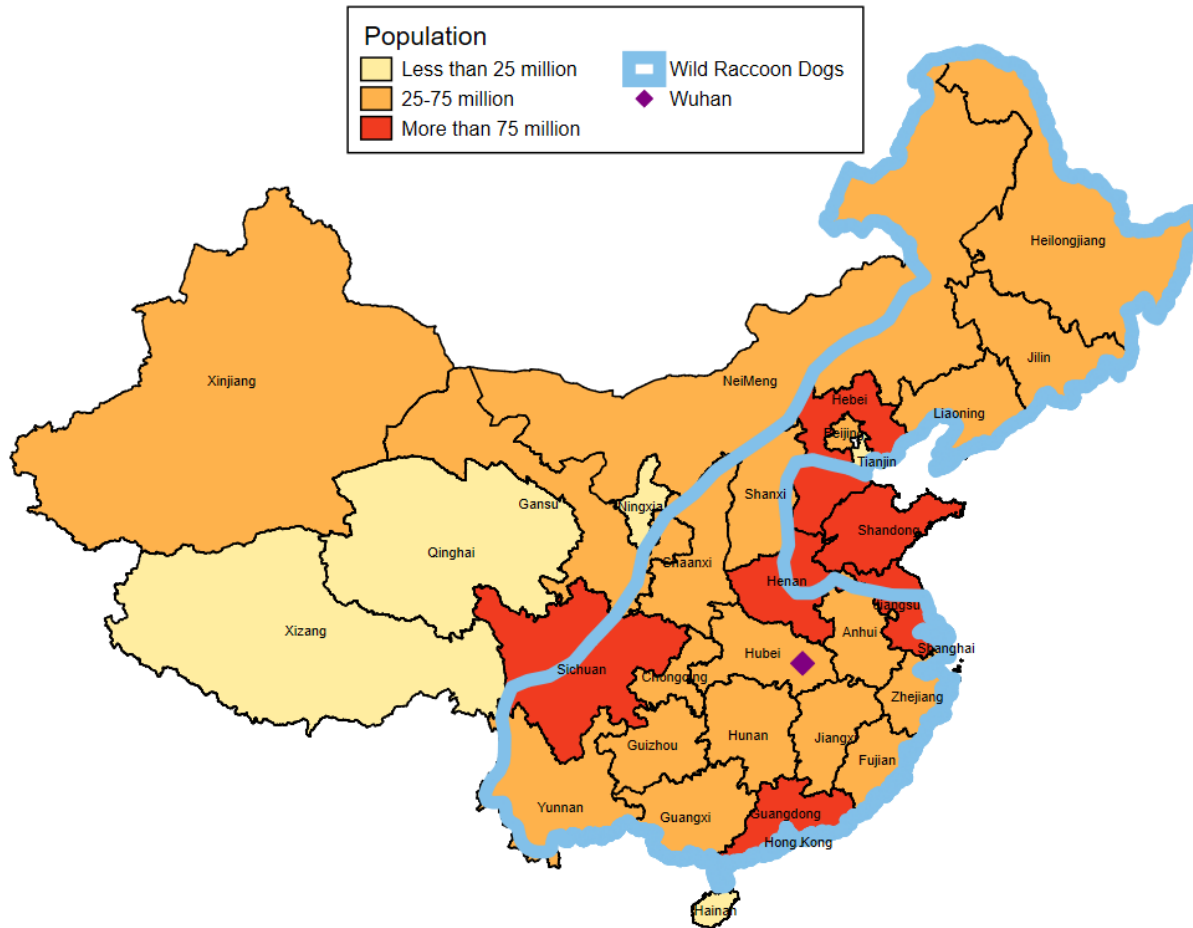 Population
Less than 25 million
25-75 million
More than 75 million
Wild Raccoon Dogs
Wuhan
Heilongjiang
Jilin
Xinjiang
NeiMeng
Hebei
Liaoning
Beijing
Tianjin
Shanxi
Gansu
Ningxia
Shandong
Qinghai
Shaanxi
Henan
Jiangsu
Xizang
Anhui
Shanghai
Hubei
Sichuan
Chongqing
Zhejiang
Hunan
Jiangxi
Guizhou
Fujian
Yunnan
Guangxi
Guangdong
Hong Kong
Hainan